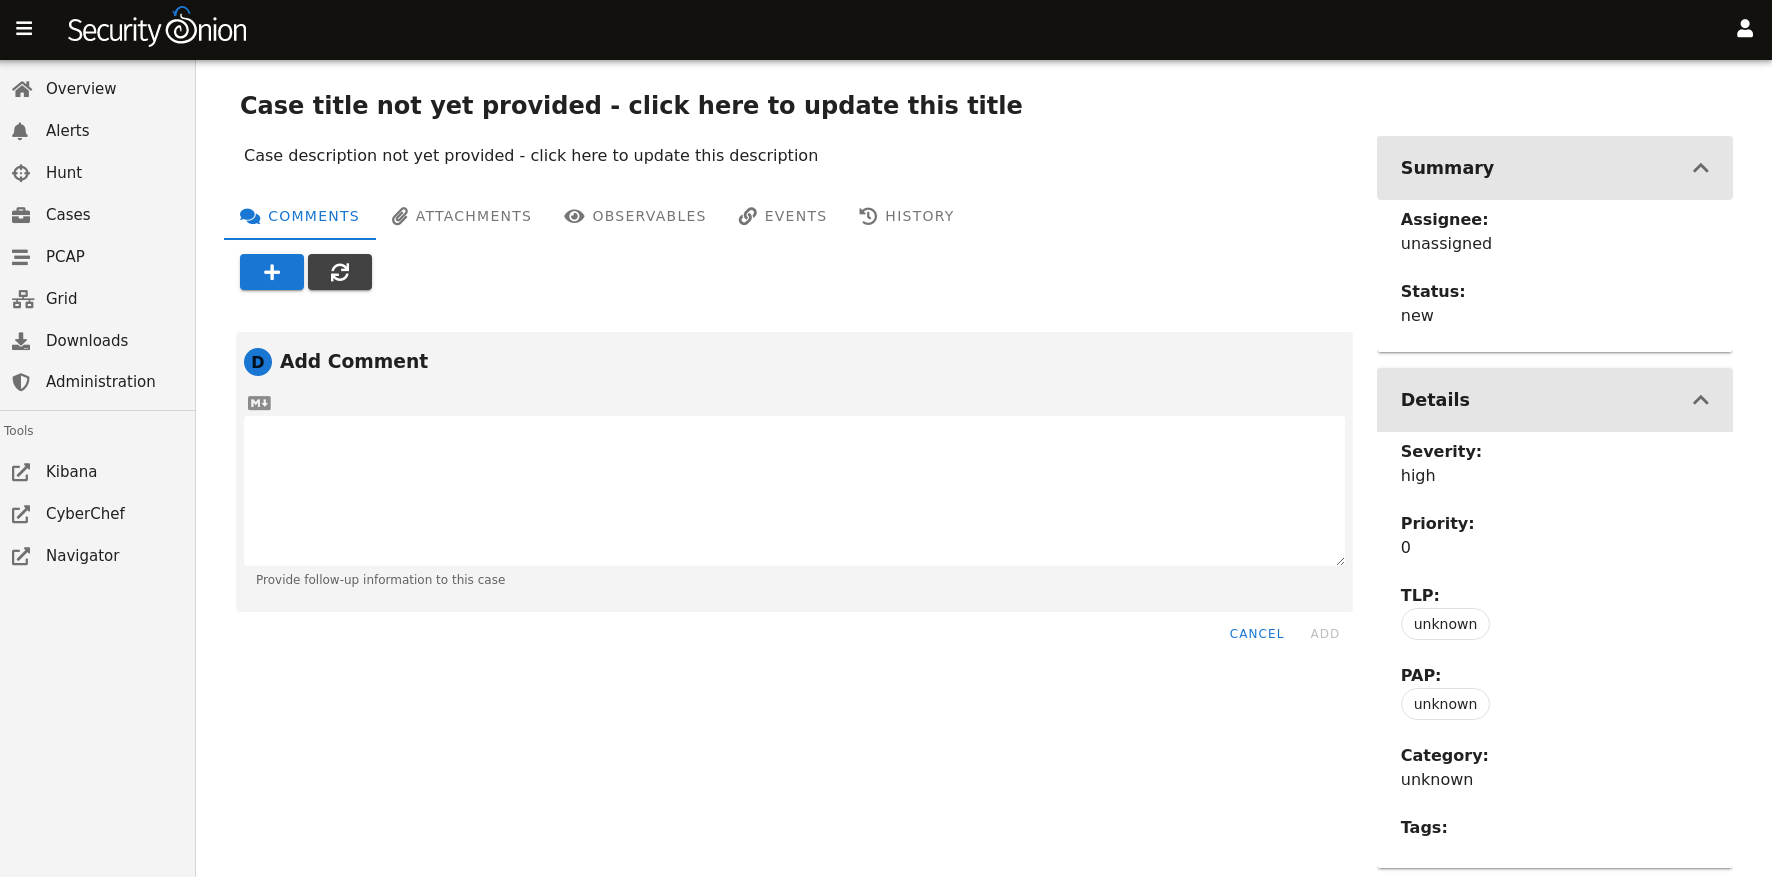 Security Onion
Overview
Alerts
Hunt
Cases
PCAP
Grid
Downloads
Administration
Tools
Kibana
CyberChef
Navigator
Case title not yet provided - click here to update this title
Case description not yet provided - click here to update this description
COMMENTS ATTACHMENTS OBSERVABLES EVENTS HISTORY
D Add Comment
M
Provide follow-up information to this case
CANCEL ADD
Summary
Assignee:
unassigned
Status:
new
Details
Severity:
high
Priority:
0
TLP:
unknown
PAP:
unknown
Category:
unknown
Tags: